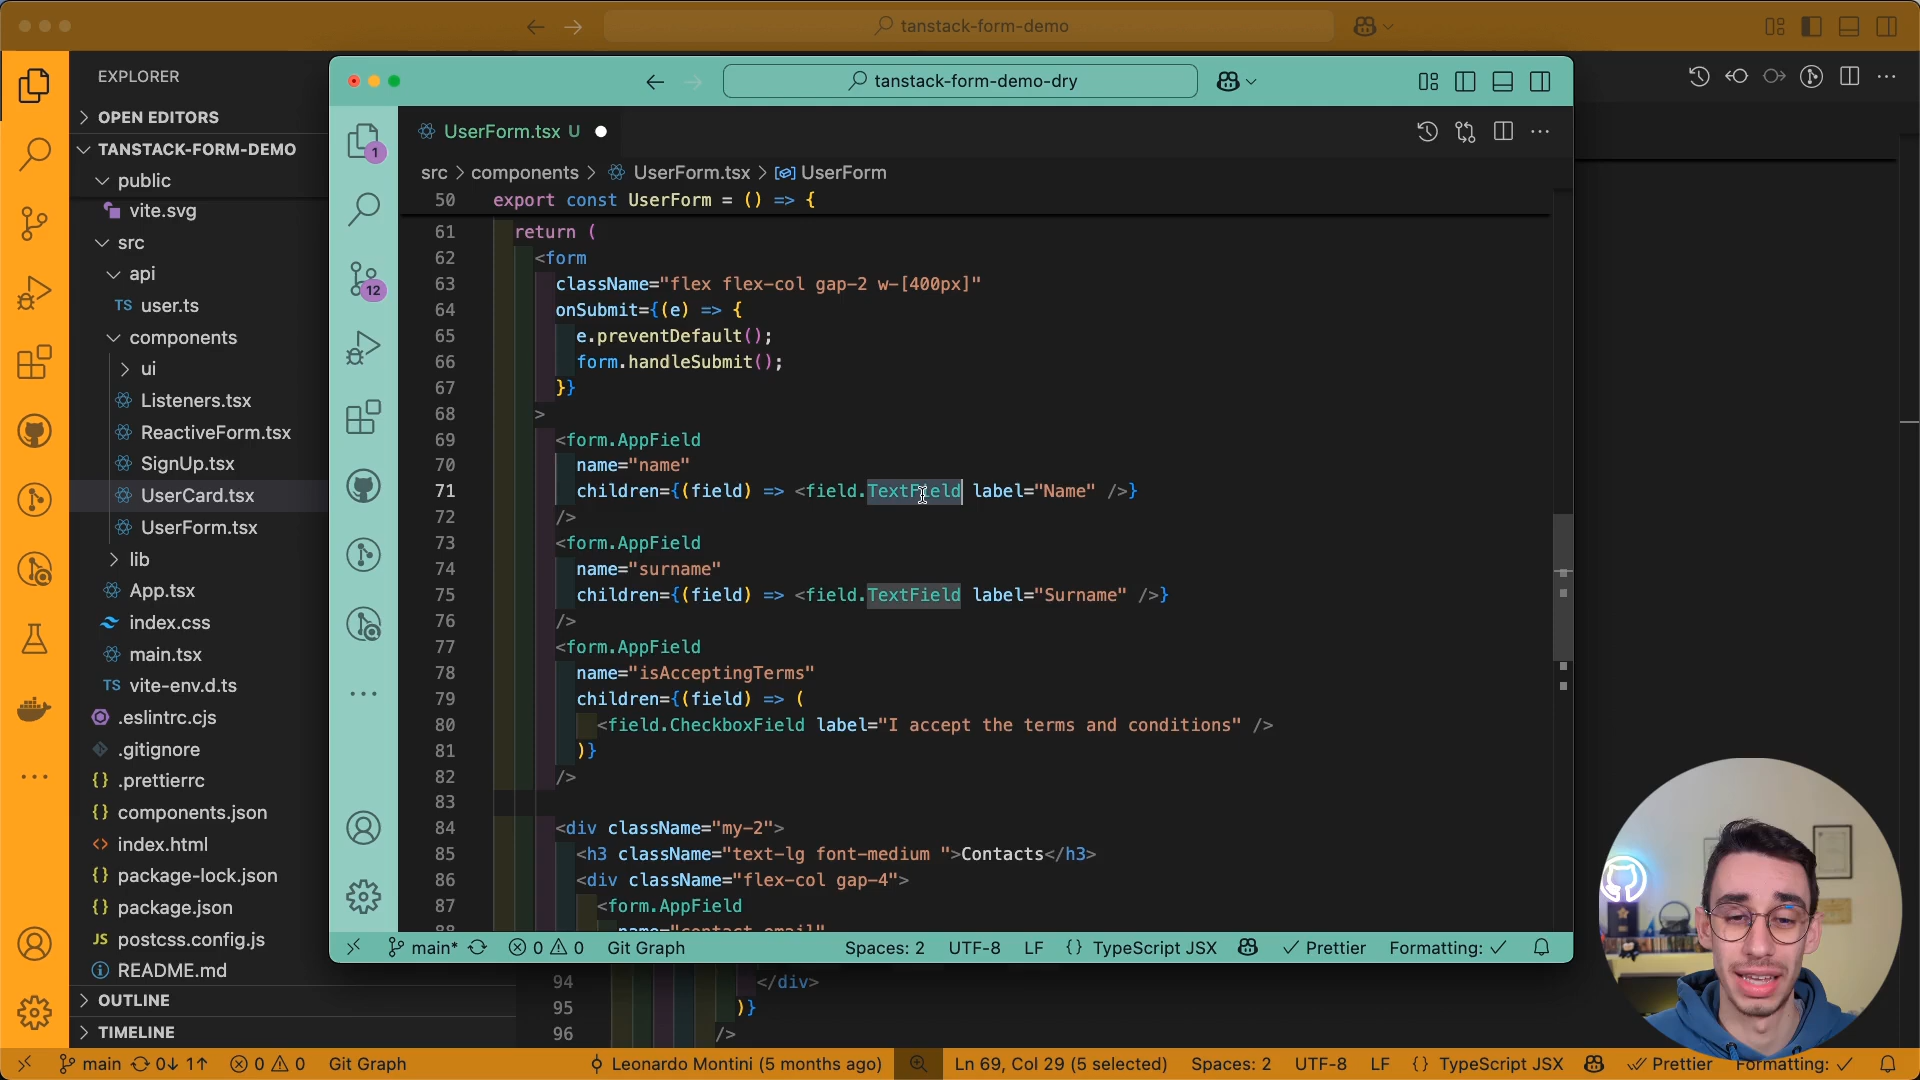 tanstack-form-demo
EXPLORER
OPEN EDITORS
TANSTACK-FORM-DEMO
public
vite.svg
src
api
TS user.ts
components
ui
Listeners.tsx
ReactiveForm.tsx
SignUp.tsx
UserCard.tsx
UserForm.tsx
lib
App.tsx
index.css
main.tsx
TS vite-env.d.ts
.eslintrc.cjs
.gitignore
{} .prettierrc
{} components.json
<> index.html
{} package-lock.json
{} package.json
JS postcss.config.js
README.md
OUTLINE
TIMELINE
tanstack-form-demo-dry
1
12
UserForm.tsx U
src > components > UserForm.tsx > UserForm
50 export const UserForm = () => {
61 return (
62 <form
63 className="flex flex-col gap-2 w-[400px]"
64 onSubmit={(e) => {
65 e.preventDefault();
66 form.handleSubmit();
67 }}
68 >
69 <form.AppField
70 name="name"
71 children={(field) => <field.TextField label="Name" />}
72 />
73 <form.AppField
74 name="surname"
75 children={(field) => <field.TextField label="Surname" />}
76 />
77 <form.AppField
78 name="isAcceptingTerms"
79 children={(field) => (
80 <field.CheckboxField label="I accept the terms and conditions" />
81 )}
82 />
83
84 <div className="my-2">
85 <h3 className="text-lg font-medium ">Contacts</h3>
86 <div className="flex-col gap-4">
87 <form.AppField
88 name="contact.email"
main* 0 0 Git Graph Spaces: 2 UTF-8 LF {} TypeScript JSX Prettier Formatting: ✓
94 </div>
95 )}
96 />
main 0↓ 1↑ 0 0 Git Graph Leonardo Montini (5 months ago) Ln 69, Col 29 (5 selected) Spaces: 2 UTF-8 LF {} TypeScript JSX Prettier Formatting: ✓